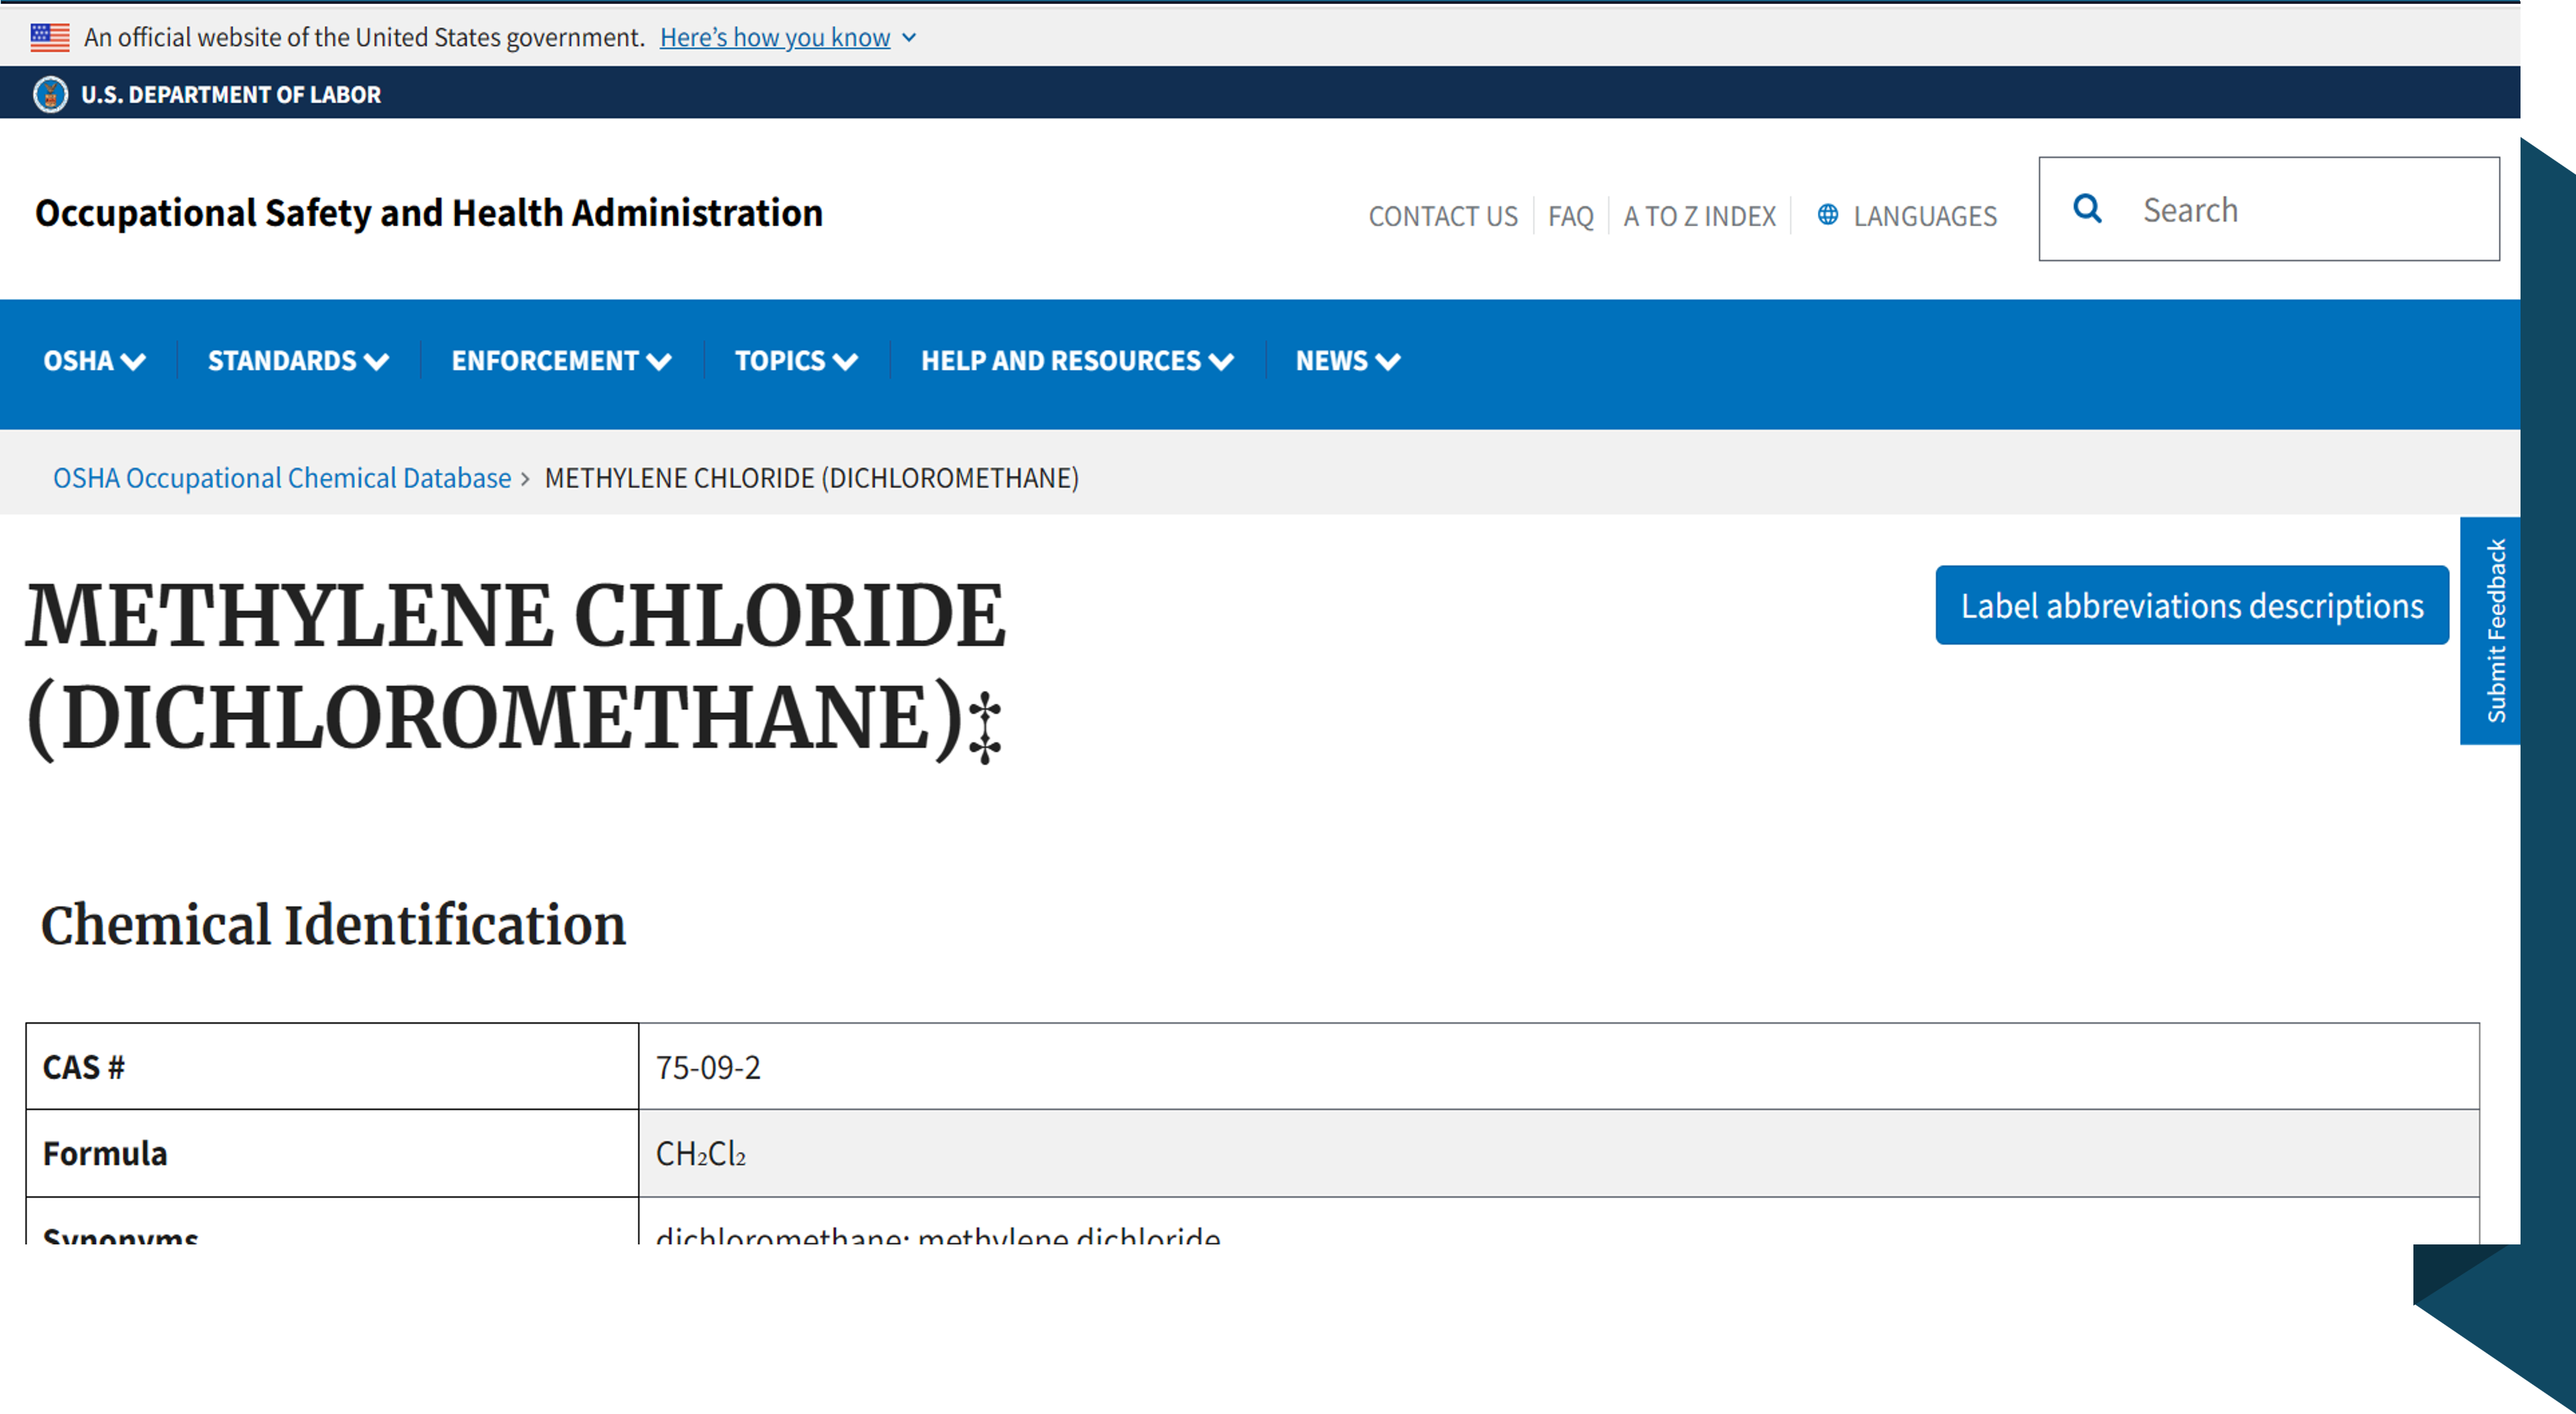 An official website of the United States government. Here's how you know
U.S. DEPARTMENT OF LABOR
Occupational Safety and Health Administration
CONTACT US FAQ A TO Z INDEX LANGUAGES Search
OSHA STANDARDS ENFORCEMENT TOPICS HELP AND RESOURCES NEWS
OSHA Occupational Chemical Database › METHYLENE CHLORIDE (DICHLOROMETHANE)
METHYLENE CHLORIDE
(DICHLOROMETHANE)‡
Label abbreviations descriptions
Submit Feedback
Chemical Identification
CAS # 75-09-2
Formula CH₂Cl₂
Synonyms dichloromethane; methylene dichloride